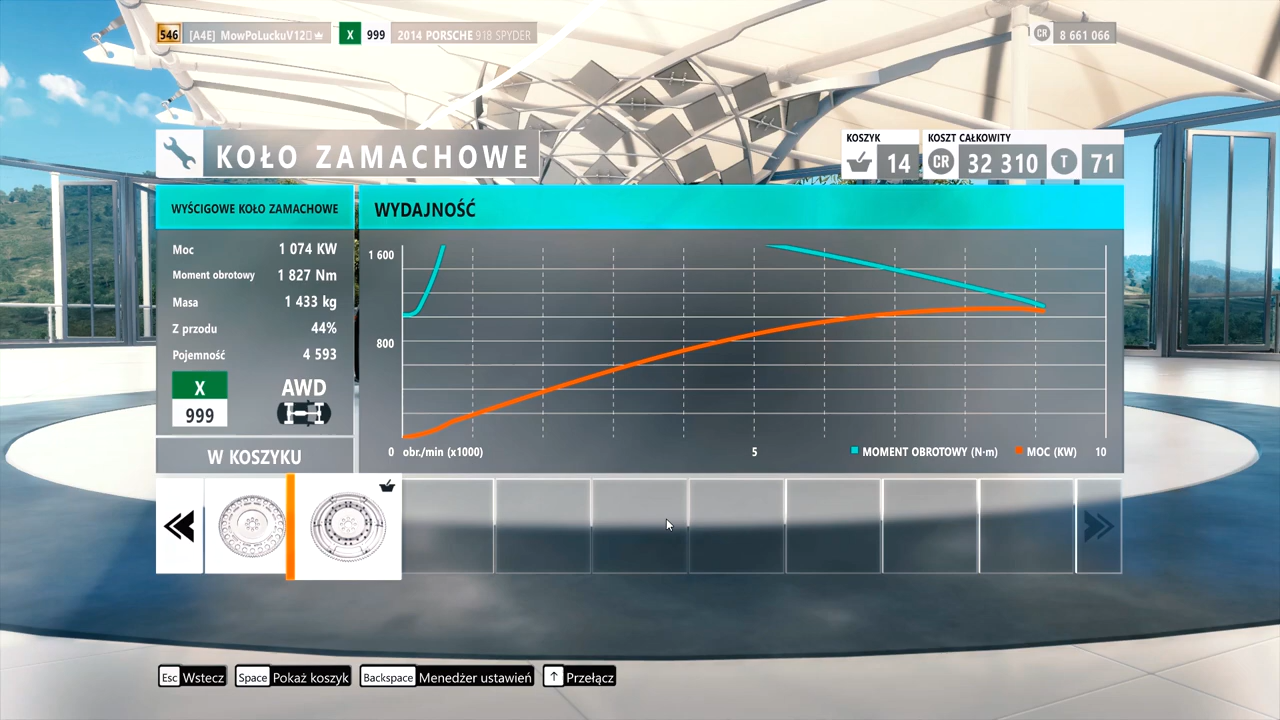 546 [A4E] MowPoLuckuV12 X 999 2014 PORSCHE 918 SPYDER CR 8 661 066
KOŁO ZAMACHOWE
KOSZYK KOSZT CAŁKOWITY
14 CR 32 310 T 71
WYŚCIGOWE KOŁO ZAMACHOWE
Moc 1 074 KW
Moment obrotowy 1 827 Nm
Masa 1 433 kg
Z przodu 44%
Pojemność 4 593
X AWD
999
W KOSZYKU
WYDAJNOŚĆ
1 600
800
0 obr./min (x1000) 5 MOMENT OBROTOWY (N·m) MOC (KW) 10
Esc Wstecz Space Pokaż koszyk Backspace Menedżer ustawień ↑ Przełącz